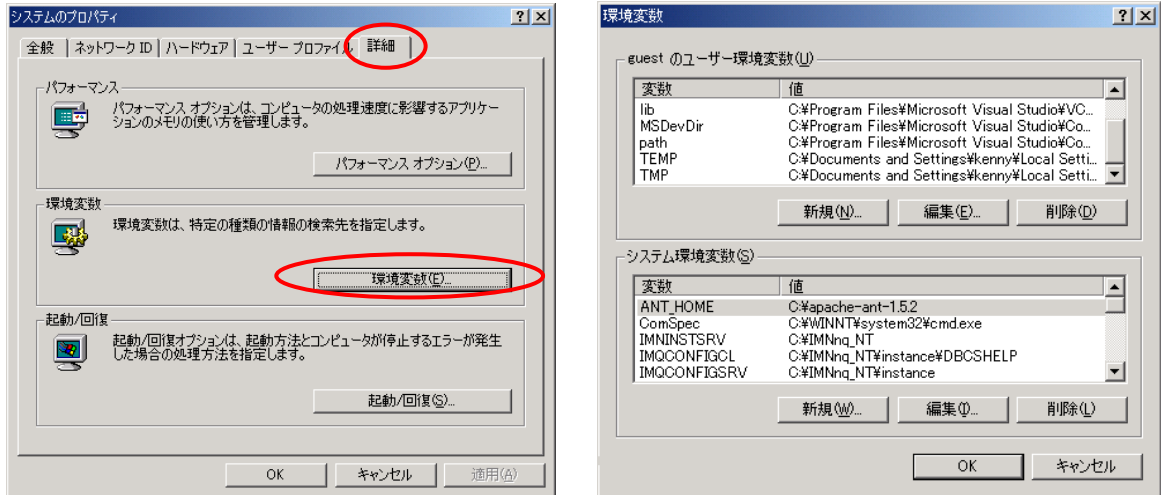 システムのプロパティ
全般 ネットワーク ID ハードウェア ユーザー プロファイル 詳細
パフォーマンス
パフォーマンス オプションは、コンピュータの処理速度に影響するアプリケー
ションのメモリの使い方を管理します。
パフォーマンス オプション(P)...
環境変数
環境変数は、特定の種類の情報の検索先を指定します。
環境変数(E)...
起動/回復
起動/回復オプションは、起動方法とコンピュータが停止するエラーが発生
した場合の処理方法を指定します。
起動/回復(S)...
OK キャンセル 適用(A)
環境変数
guest のユーザー環境変数(U)
変数 値
lib C:¥Program Files¥Microsoft Visual Studio¥VC...
MSDevDir C:¥Program Files¥Microsoft Visual Studio¥Co...
path C:¥Program Files¥Microsoft Visual Studio¥Co...
TEMP C:¥Documents and Settings¥kenny¥Local Setti...
TMP C:¥Documents and Settings¥kenny¥Local Setti...
新規(N)... 編集(E)... 削除(D)
システム環境変数(S)
変数 値
ANT_HOME C:¥apache-ant-1.5.2
ComSpec C:¥WINNT¥system32¥cmd.exe
IMNINSTSRV C:¥IMNnq_NT
IMQCONFIGCL C:¥IMNnq_NT¥instance¥DBCSHELP
IMQCONFIGSRV C:¥IMNnq_NT¥instance
新規(W)... 編集(I)... 削除(L)
OK キャンセル